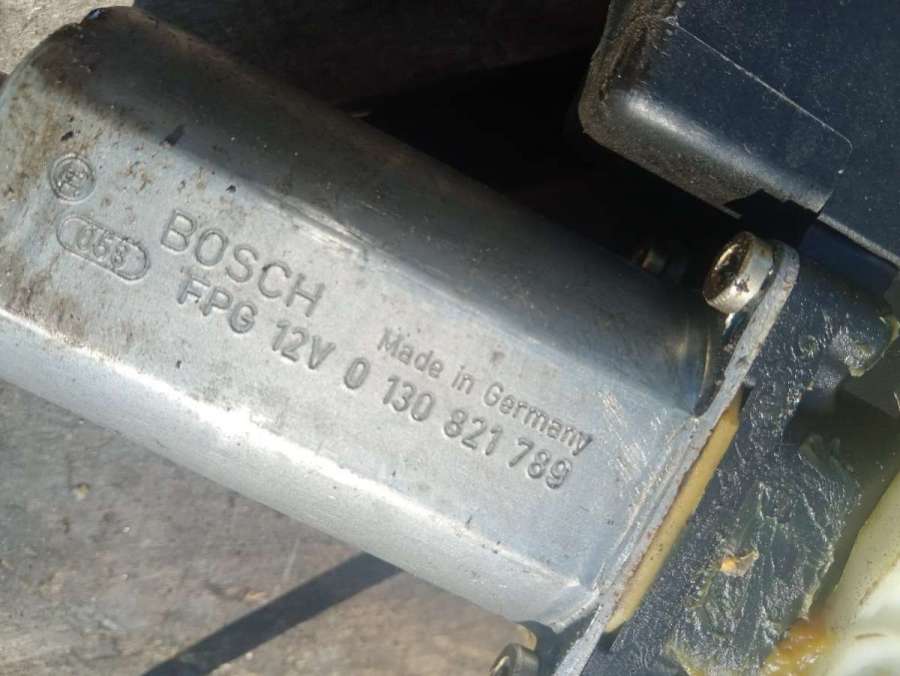 BOSCH
055
Made in Germany
FPG 12V 0 130 821 789